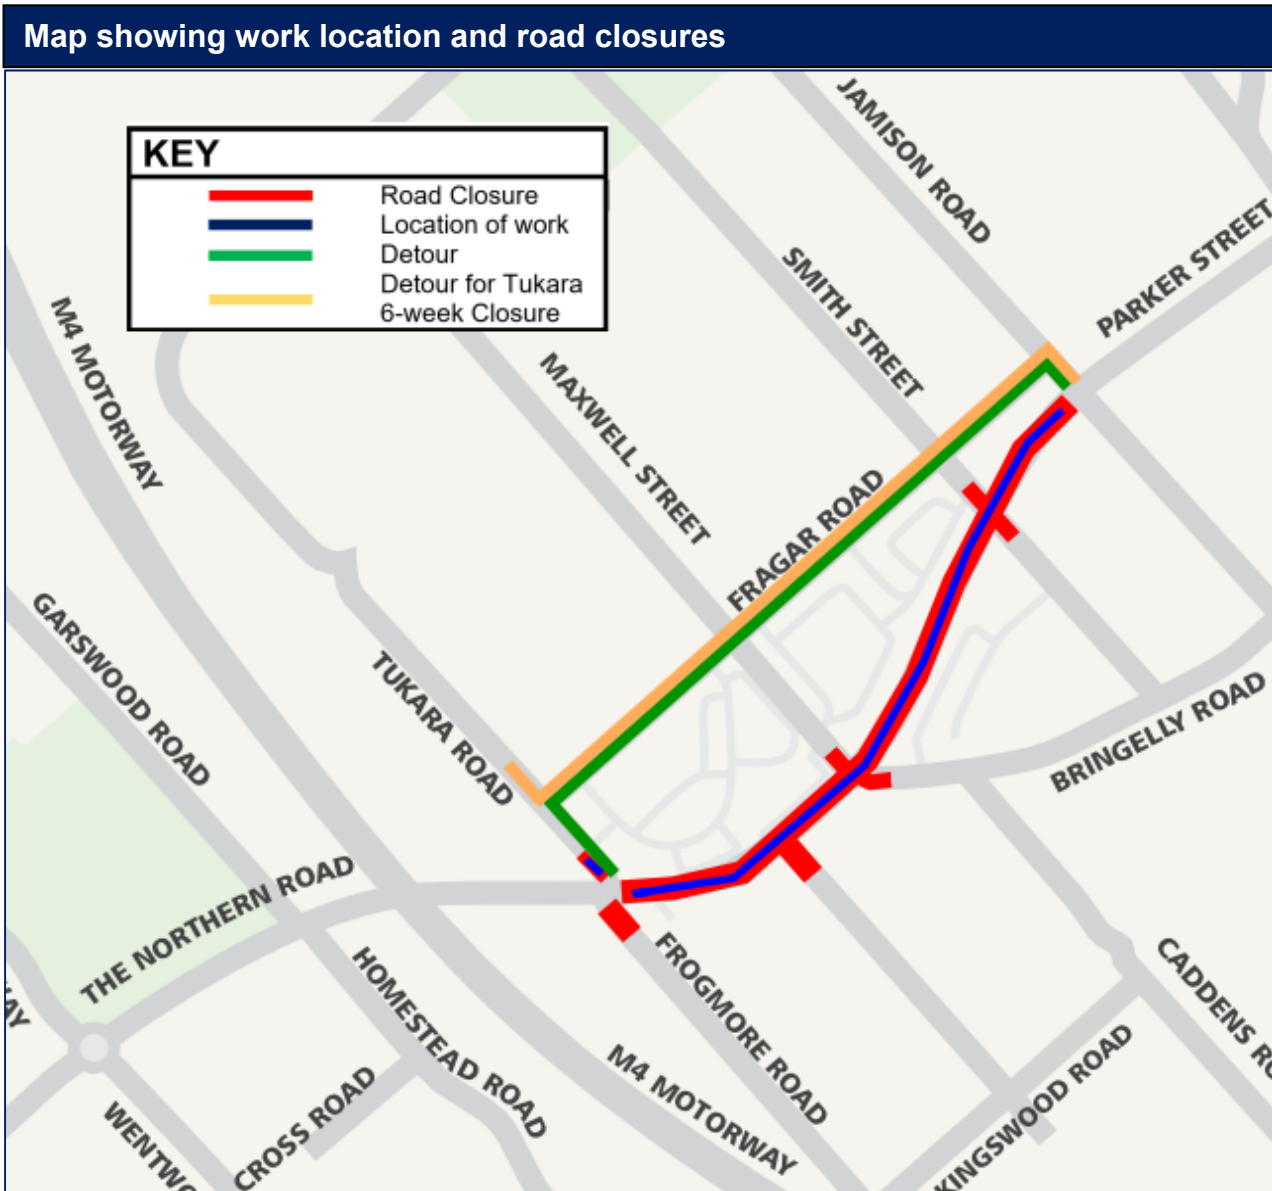 Map showing work location and road closures
KEY
Road Closure
Location of work
Detour
Detour for Tukara
6-week Closure
JAMISON ROAD
PARKER STREET
SMITH STREET
M4 MOTORWAY
MAXWELL STREET
FRAGAR ROAD
GARSWOOD ROAD
TUKARA ROAD
BRINGELLY ROAD
THE NORTHERN ROAD
FROGMORE ROAD
HOMESTEAD ROAD
CADDENS RO
M4 MOTORWAY
KINGSWOOD ROAD
CROSS ROAD
WENTWO